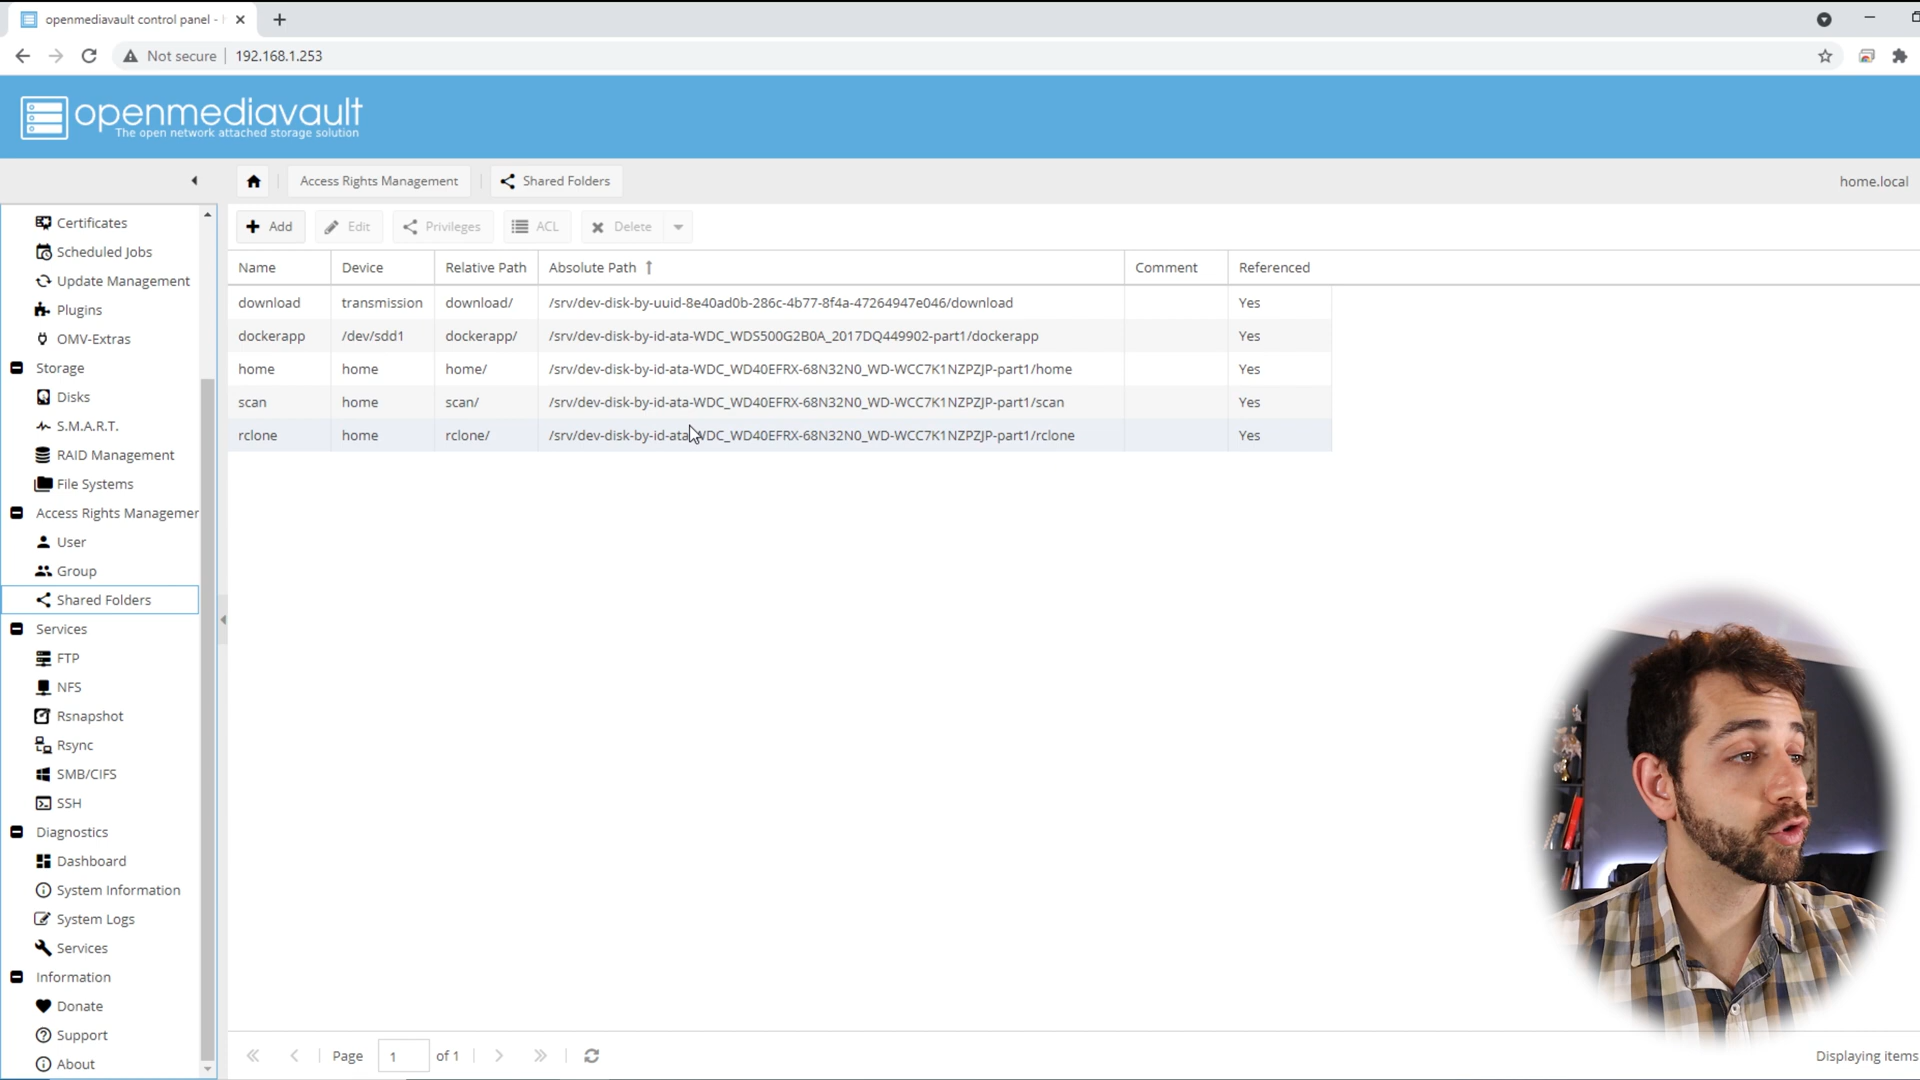 openmediavault control panel -
Not secure 192.168.1.253
openmediavault
The open network attached storage solution
Access Rights Management Shared Folders home.local
Certificates
Scheduled Jobs
Update Management
Plugins
OMV-Extras
Storage
Disks
S.M.A.R.T.
RAID Management
File Systems
Access Rights Managemer
User
Group
Shared Folders
Services
FTP
NFS
Rsnapshot
Rsync
SMB/CIFS
SSH
Diagnostics
Dashboard
System Information
System Logs
Services
Information
Donate
Support
About
Add Edit Privileges ACL Delete
Name Device Relative Path Absolute Path Comment Referenced
download transmission download/ /srv/dev-disk-by-uuid-8e40ad0b-286c-4b77-8f4a-47264947e046/download Yes
dockerapp /dev/sdd1 dockerapp/ /srv/dev-disk-by-id-ata-WDC_WDS500G2B0A_2017DQ449902-part1/dockerapp Yes
home home home/ /srv/dev-disk-by-id-ata-WDC_WD40EFRX-68N32N0_WD-WCC7K1NZPZJP-part1/home Yes
scan home scan/ /srv/dev-disk-by-id-ata-WDC_WD40EFRX-68N32N0_WD-WCC7K1NZPZJP-part1/scan Yes
rclone home rclone/ /srv/dev-disk-by-id-ata-WDC_WD40EFRX-68N32N0_WD-WCC7K1NZPZJP-part1/rclone Yes
Page 1 of 1 Displaying items